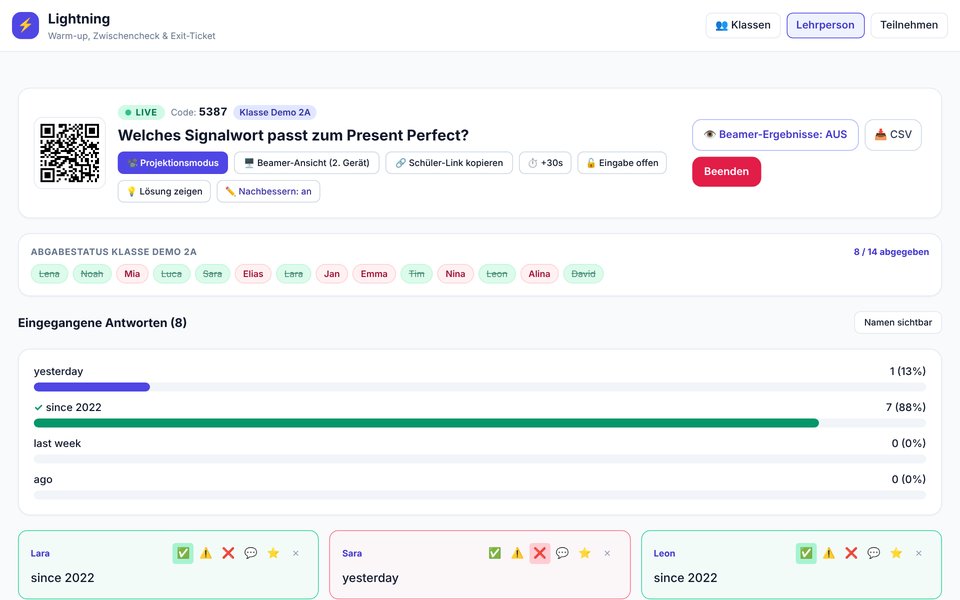 Lightning
Warm-up, Zwischencheck & Exit-Ticket
👥 Klassen
Lehrperson
Teilnehmen
LIVE
Code: 5387
Klasse Demo 2A
Welches Signalwort passt zum Present Perfect?
Projektionsmodus
Beamer-Ansicht (2. Gerät)
Schüler-Link kopieren
+30s
Eingabe offen
Lösung zeigen
Nachbessern: an
Beamer-Ergebnisse: AUS
CSV
Beenden
ABGABESTATUS KLASSE DEMO 2A
8 / 14 abgegeben
Lena Noah Mia Luca Sara Elias Lara Jan Emma Tim Nina Leon Alina David
Eingegangene Antworten (8)
Namen sichtbar
yesterday 1 (13%)
✓ since 2022 7 (88%)
last week 0 (0%)
ago 0 (0%)
Lara
since 2022
Sara
yesterday
Leon
since 2022